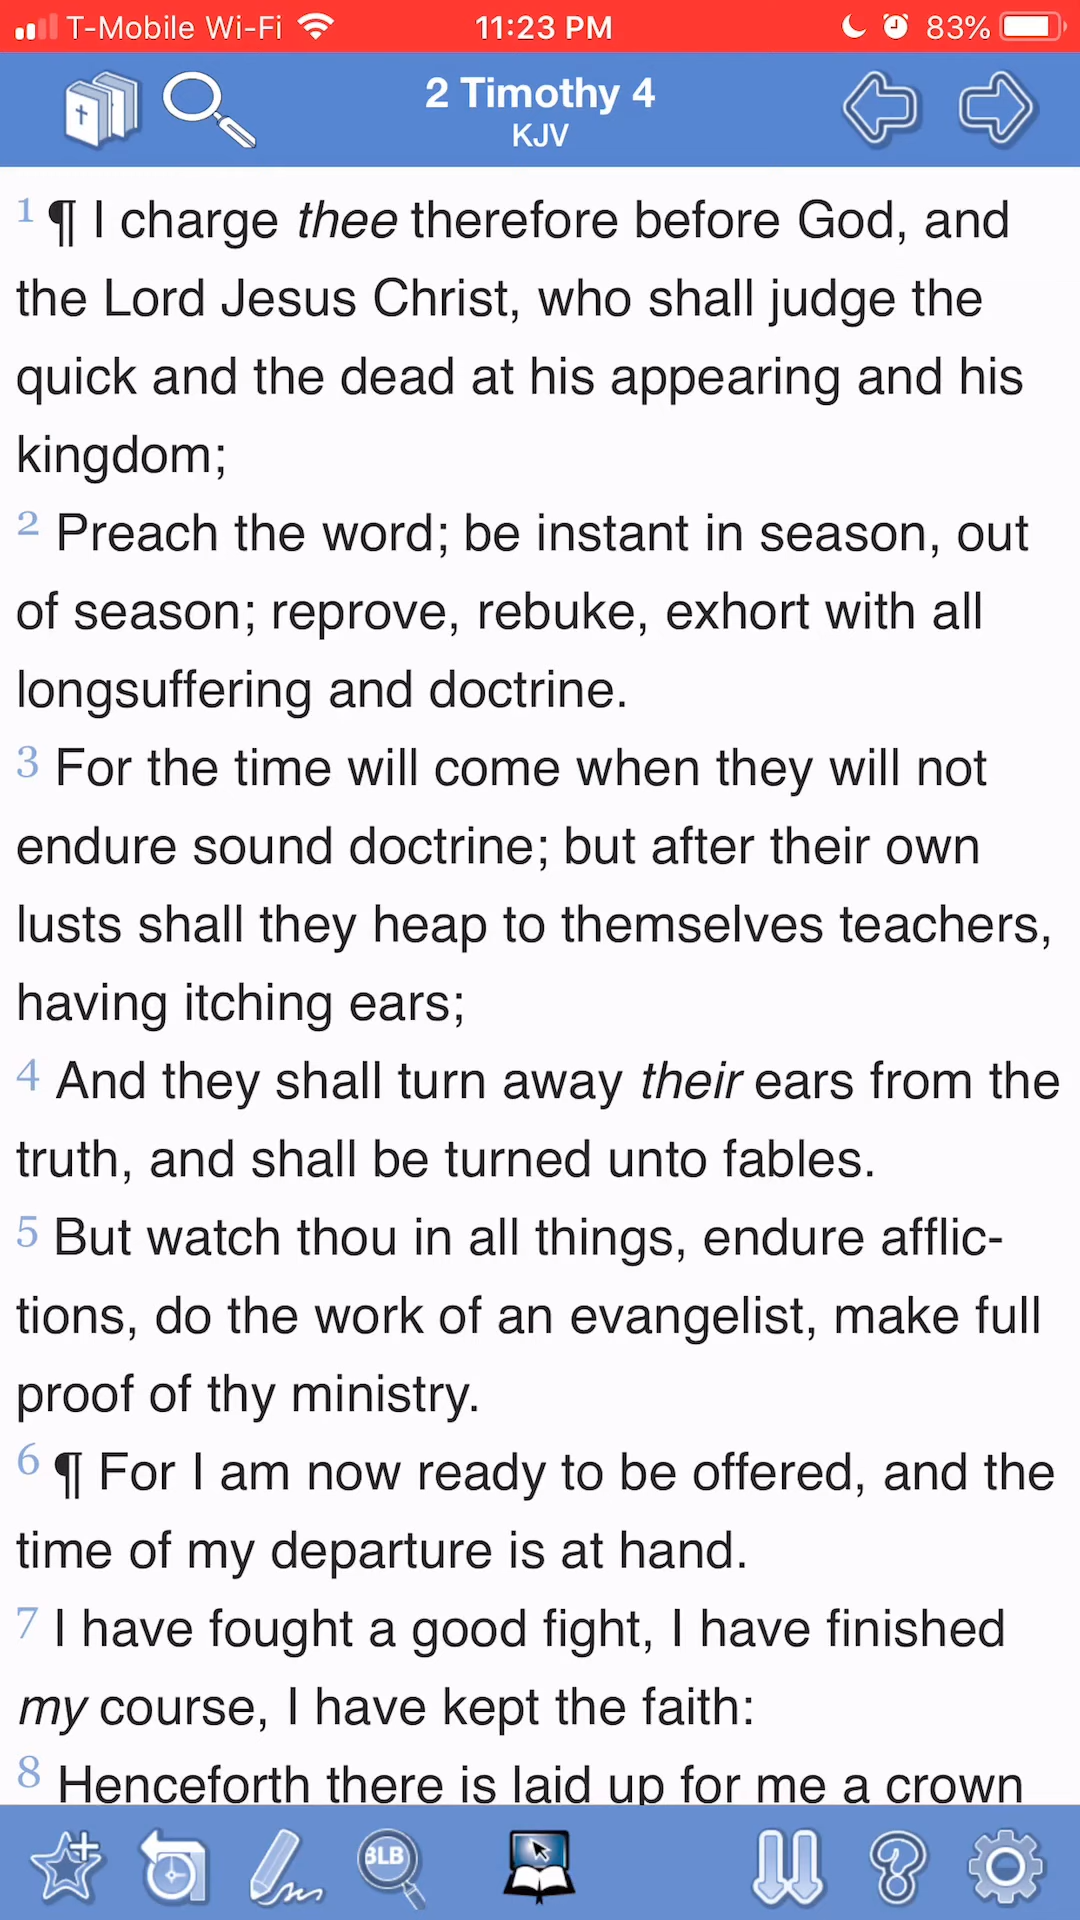 T-Mobile Wi-Fi 11:23 PM 83%
2 Timothy 4
KJV
1 ¶ I charge thee therefore before God, and
the Lord Jesus Christ, who shall judge the
quick and the dead at his appearing and his
kingdom;
2 Preach the word; be instant in season, out
of season; reprove, rebuke, exhort with all
longsuffering and doctrine.
3 For the time will come when they will not
endure sound doctrine; but after their own
lusts shall they heap to themselves teachers,
having itching ears;
4 And they shall turn away their ears from the
truth, and shall be turned unto fables.
5 But watch thou in all things, endure afflic-
tions, do the work of an evangelist, make full
proof of thy ministry.
6 ¶ For I am now ready to be offered, and the
time of my departure is at hand.
7 I have fought a good fight, I have finished
my course, I have kept the faith:
8 Henceforth there is laid up for me a crown
BLB